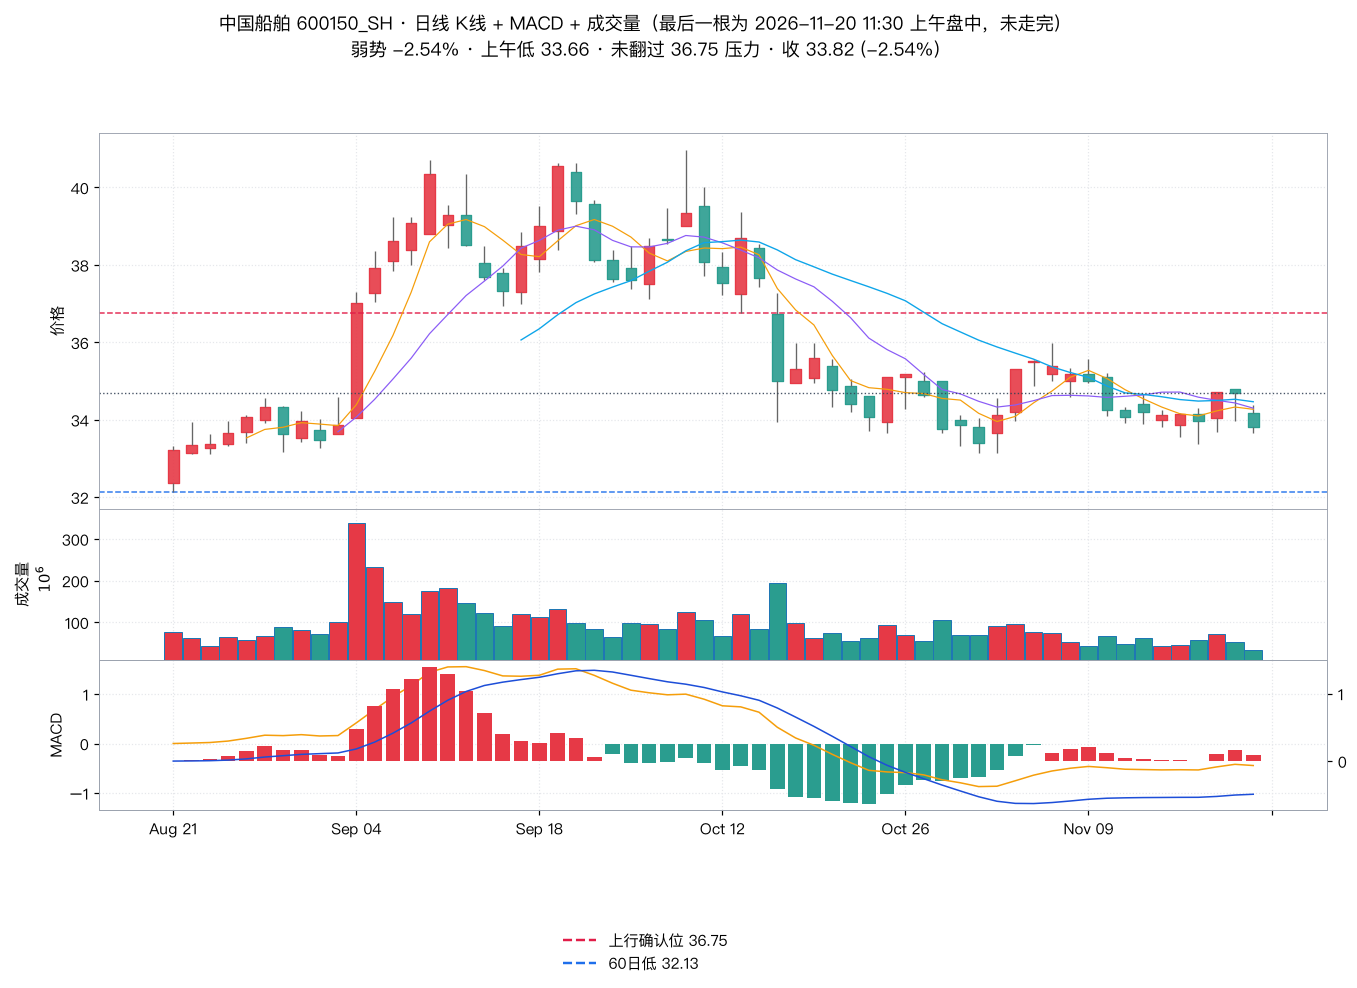 中国船舶 600150_SH · 日线 K线 + MACD + 成交量（最后一根为 2026−11−20 11:30 上午盘中，未走完）
弱势 −2.54% · 上午低 33.66 · 未翻过 36.75 压力 · 收 33.82 (−2.54%)
价格
40
38
36
34
32
成交量
10⁶
300
200
100
MACD
1
0
−1
1
0
Aug 21
Sep 04
Sep 18
Oct 12
Oct 26
Nov 09
上行确认位 36.75
60日低 32.13